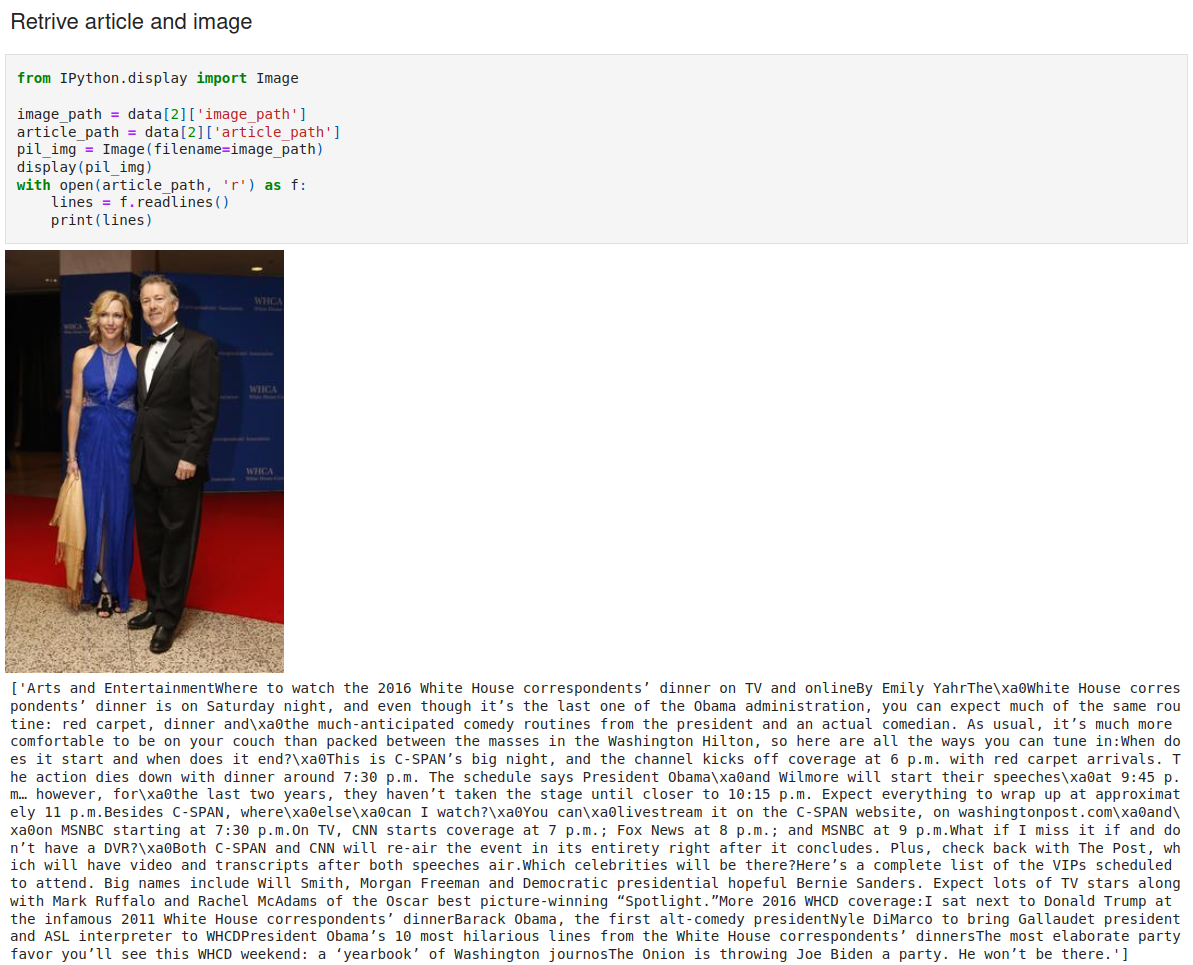 Retrive article and image
from IPython.display import Image
image_path = data[2]['image_path']
article_path = data[2]['article_path']
pil_img = Image(filename=image_path)
display(pil_img)
with open(article_path, 'r') as f:
    lines = f.readlines()
    print(lines)
WHCA
WHCA
WHCA
WHCA
['Arts and EntertainmentWhere to watch the 2016 White House correspondents’ dinner on TV and onlineBy Emily YahrThe\xa0White House corres
pondents’ dinner is on Saturday night, and even though it’s the last one of the Obama administration, you can expect much of the same rou
tine: red carpet, dinner and\xa0the much-anticipated comedy routines from the president and an actual comedian. As usual, it’s much more
comfortable to be on your couch than packed between the masses in the Washington Hilton, so here are all the ways you can tune in:When do
es it start and when does it end?\xa0This is C-SPAN’s big night, and the channel kicks off coverage at 6 p.m. with red carpet arrivals. T
he action dies down with dinner around 7:30 p.m. The schedule says President Obama\xa0and Wilmore will start their speeches\xa0at 9:45 p.
m… however, for\xa0the last two years, they haven’t taken the stage until closer to 10:15 p.m. Expect everything to wrap up at approximat
ely 11 p.m.Besides C-SPAN, where\xa0else\xa0can I watch?\xa0You can\xa0livestream it on the C-SPAN website, on washingtonpost.com\xa0and\
\xa0on MSNBC starting at 7:30 p.m.On TV, CNN starts coverage at 7 p.m.; Fox News at 8 p.m.; and MSNBC at 9 p.m.What if I miss it if and do
n’t have a DVR?\xa0Both C-SPAN and CNN will re-air the event in its entirety right after it concludes. Plus, check back with The Post, wh
ich will have video and transcripts after both speeches air.Which celebrities will be there?Here’s a complete list of the VIPs scheduled
to attend. Big names include Will Smith, Morgan Freeman and Democratic presidential hopeful Bernie Sanders. Expect lots of TV stars along
with Mark Ruffalo and Rachel McAdams of the Oscar best picture-winning “Spotlight.”More 2016 WHCD coverage:I sat next to Donald Trump at
the infamous 2011 White House correspondents’ dinnerBarack Obama, the first alt-comedy presidentNyle DiMarco to bring Gallaudet president
and ASL interpreter to WHCDPresident Obama’s 10 most hilarious lines from the White House correspondents’ dinnersThe most elaborate party
favor you’ll see this WHCD weekend: a ‘yearbook’ of Washington journosThe Onion is throwing Joe Biden a party. He won’t be there.']